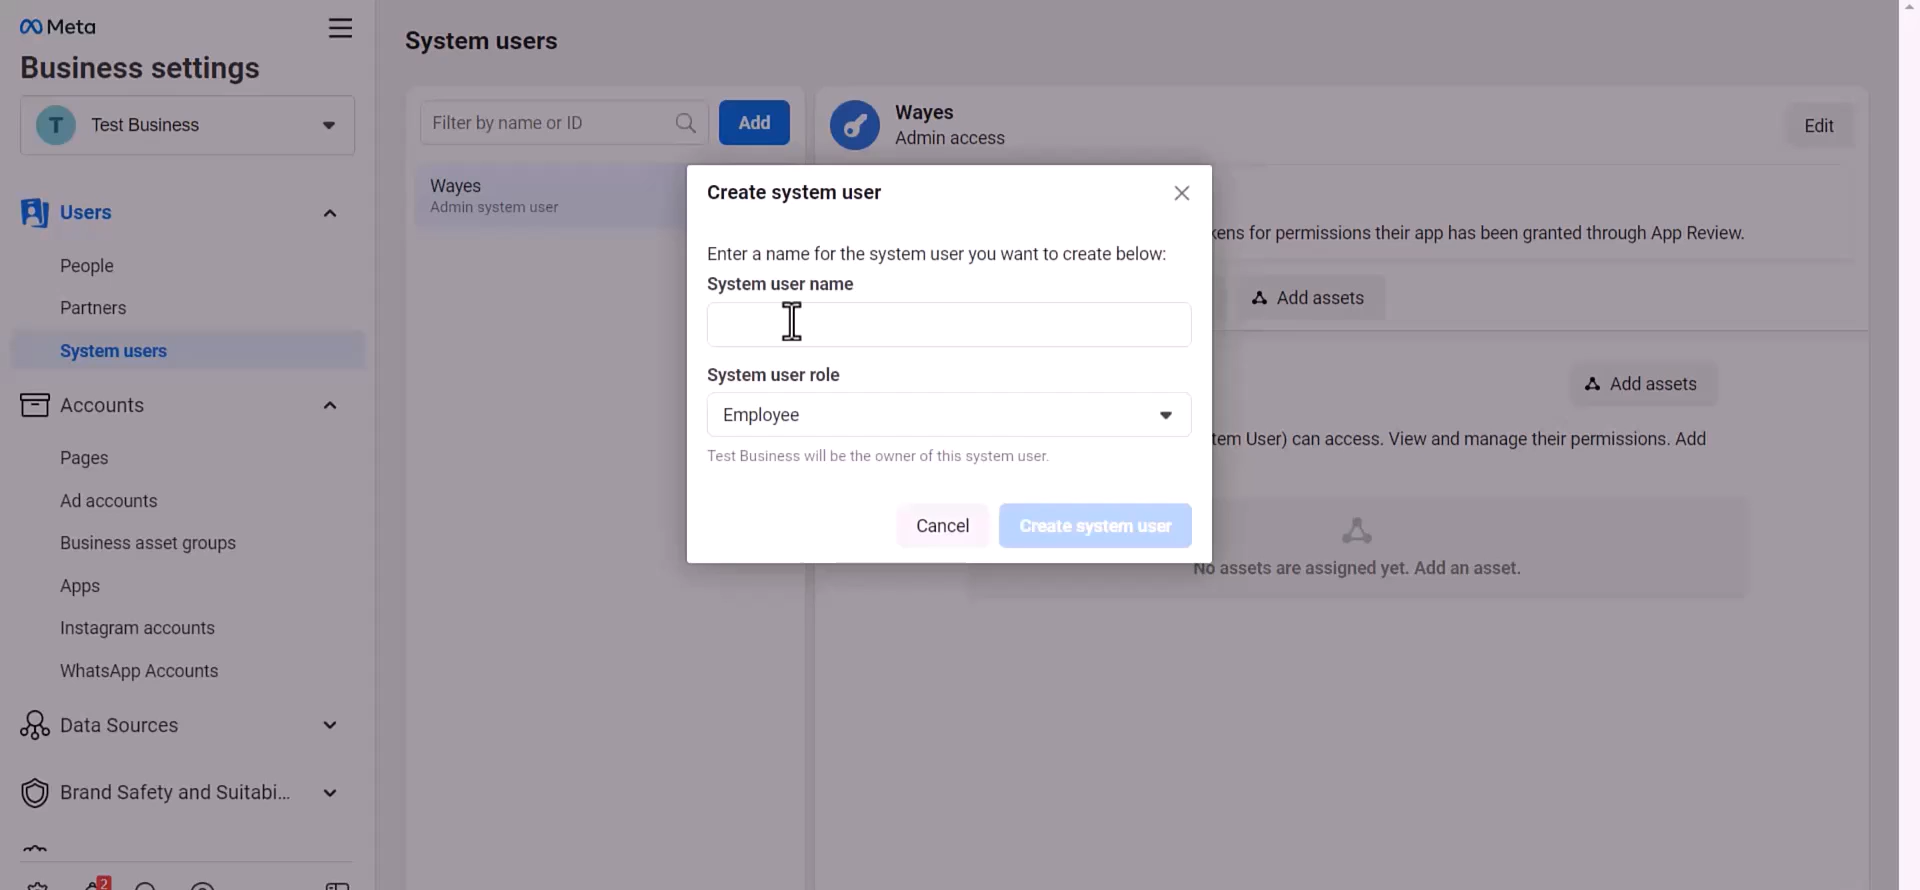 Meta
Business settings
T
Test Business
Users
People
Partners
System users
Accounts
Pages
Ad accounts
Business asset groups
Apps
Instagram accounts
WhatsApp Accounts
Data Sources
Brand Safety and Suitabi...
2
System users
Filter by name or ID
Add
Wayes
Admin system user
Wayes
Admin access
Edit
kens for permissions their app has been granted through App Review.
Add assets
Add assets
tem User) can access. View and manage their permissions. Add
No assets are assigned yet. Add an asset.
Create system user
Enter a name for the system user you want to create below:
System user name
System user role
Employee
Test Business will be the owner of this system user.
Cancel
Create system user